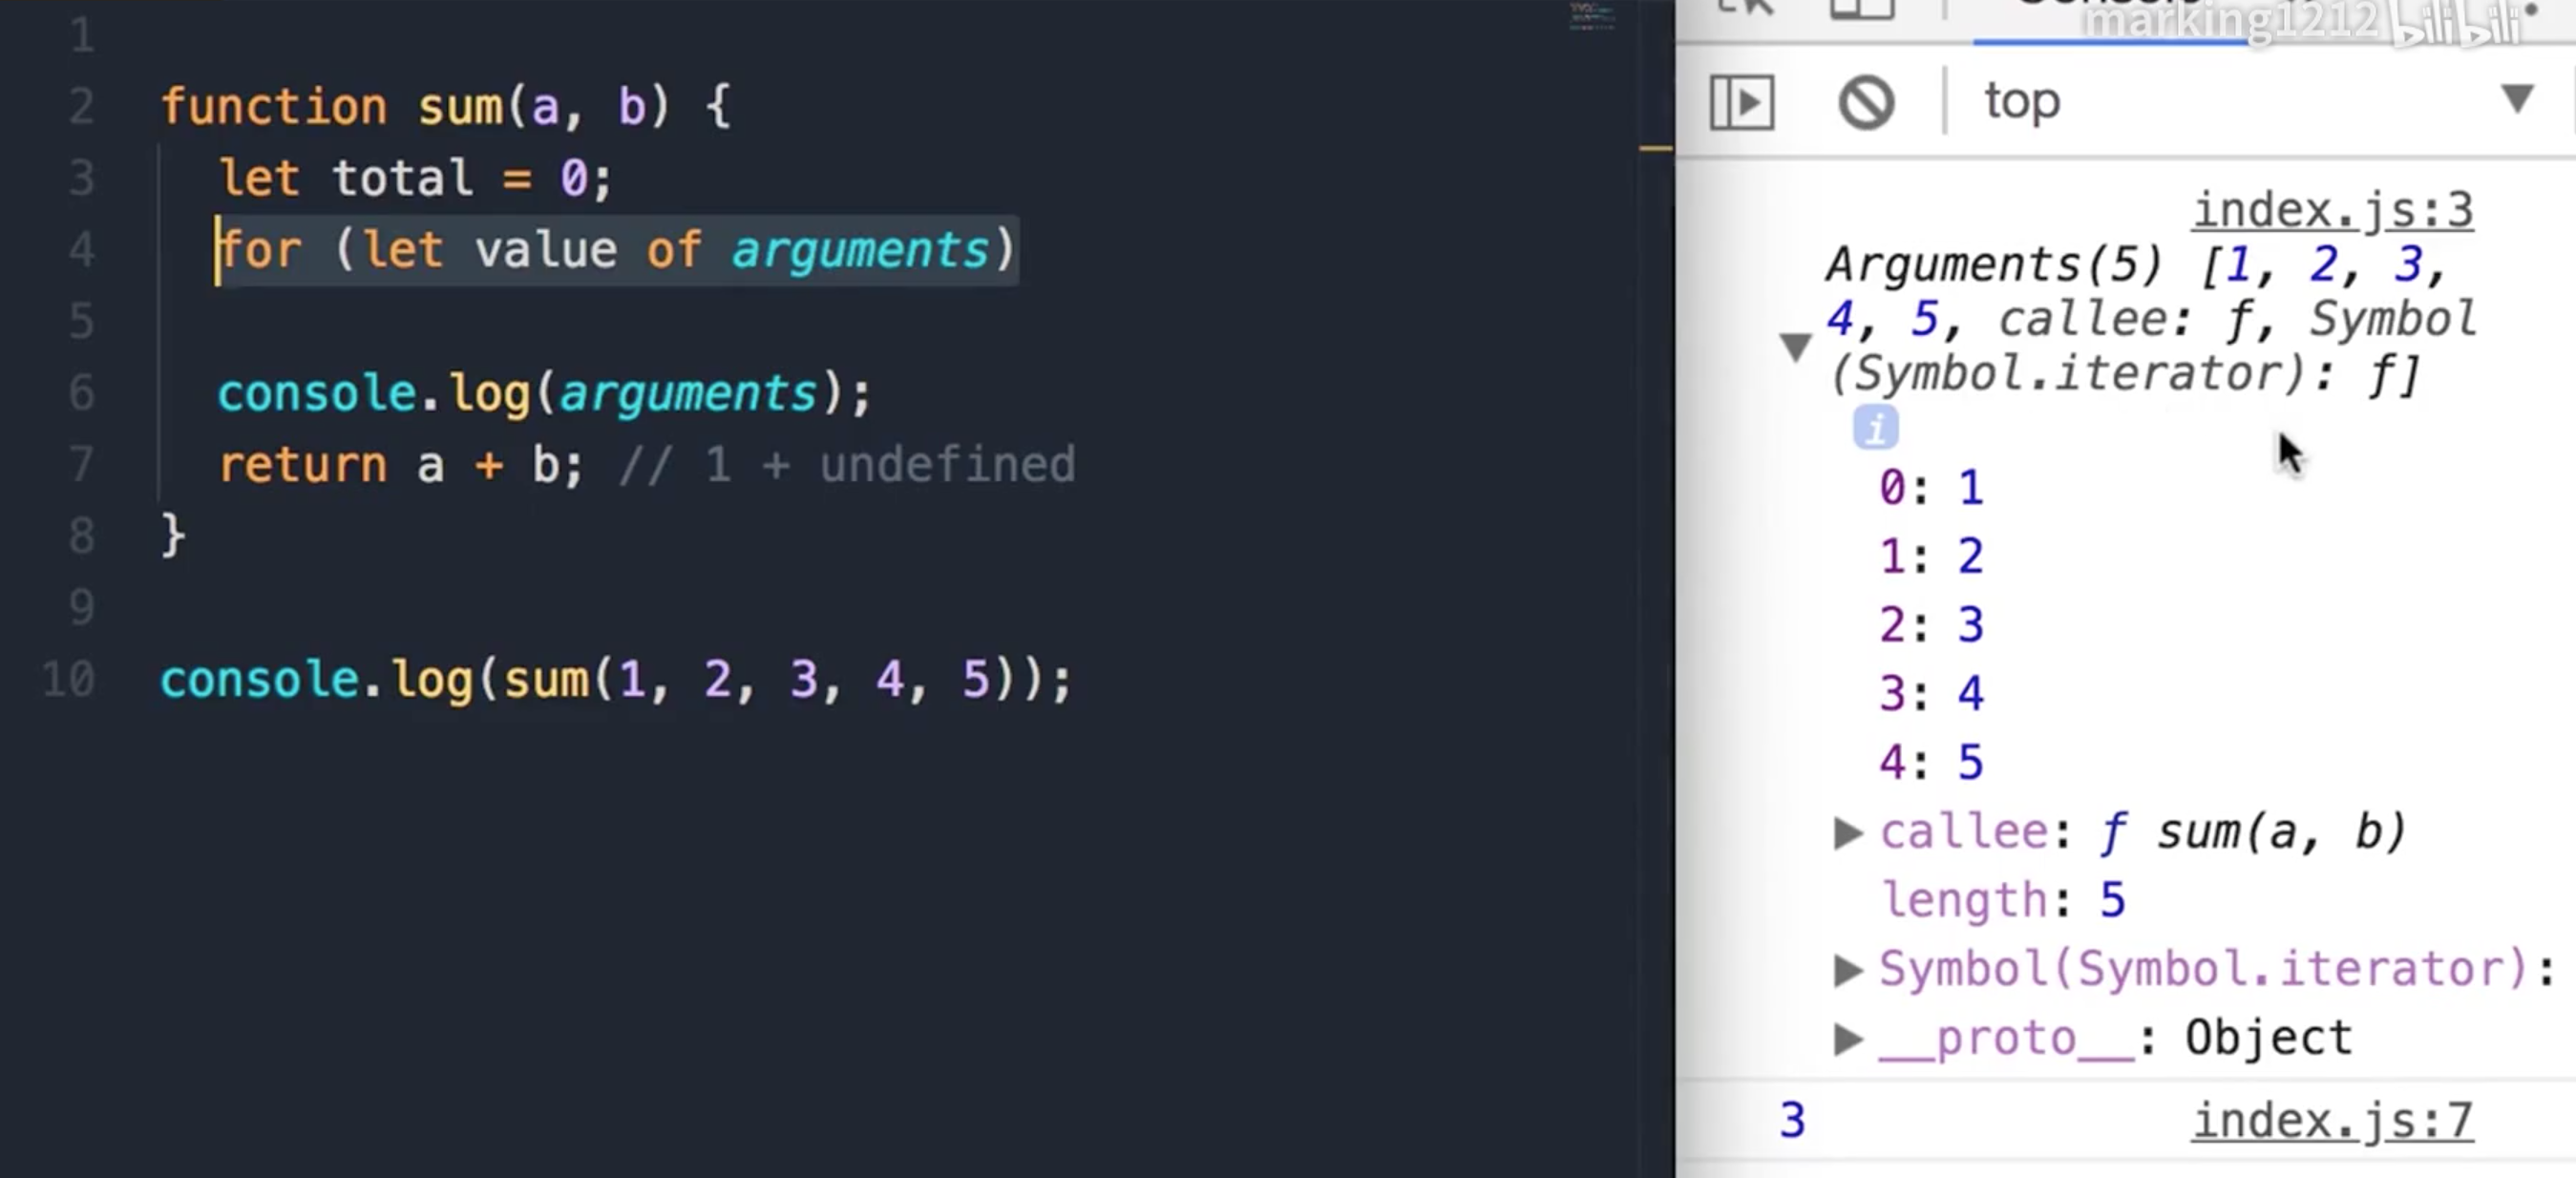 1
2 function sum(a, b) {
3 let total = 0;
4 for (let value of arguments)
5
6 console.log(arguments);
7 return a + b; // 1 + undefined
8 }
9
10 console.log(sum(1, 2, 3, 4, 5));
marking1212 bilibili
top
index.js:3
Arguments(5) [1, 2, 3,
4, 5, callee: ƒ, Symbol
(Symbol.iterator): ƒ]
i
0: 1
1: 2
2: 3
3: 4
4: 5
callee: ƒ sum(a, b)
length: 5
Symbol(Symbol.iterator):
__proto__: Object
3 index.js:7